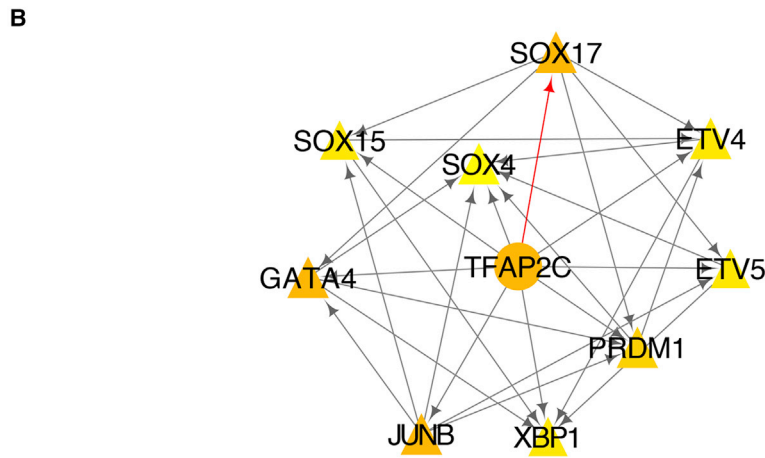 B
SOX17
SOX15
ETV4
SOX4
TFAP2C
ETV5
GATA4
PRDM1
JUNB
XBP1